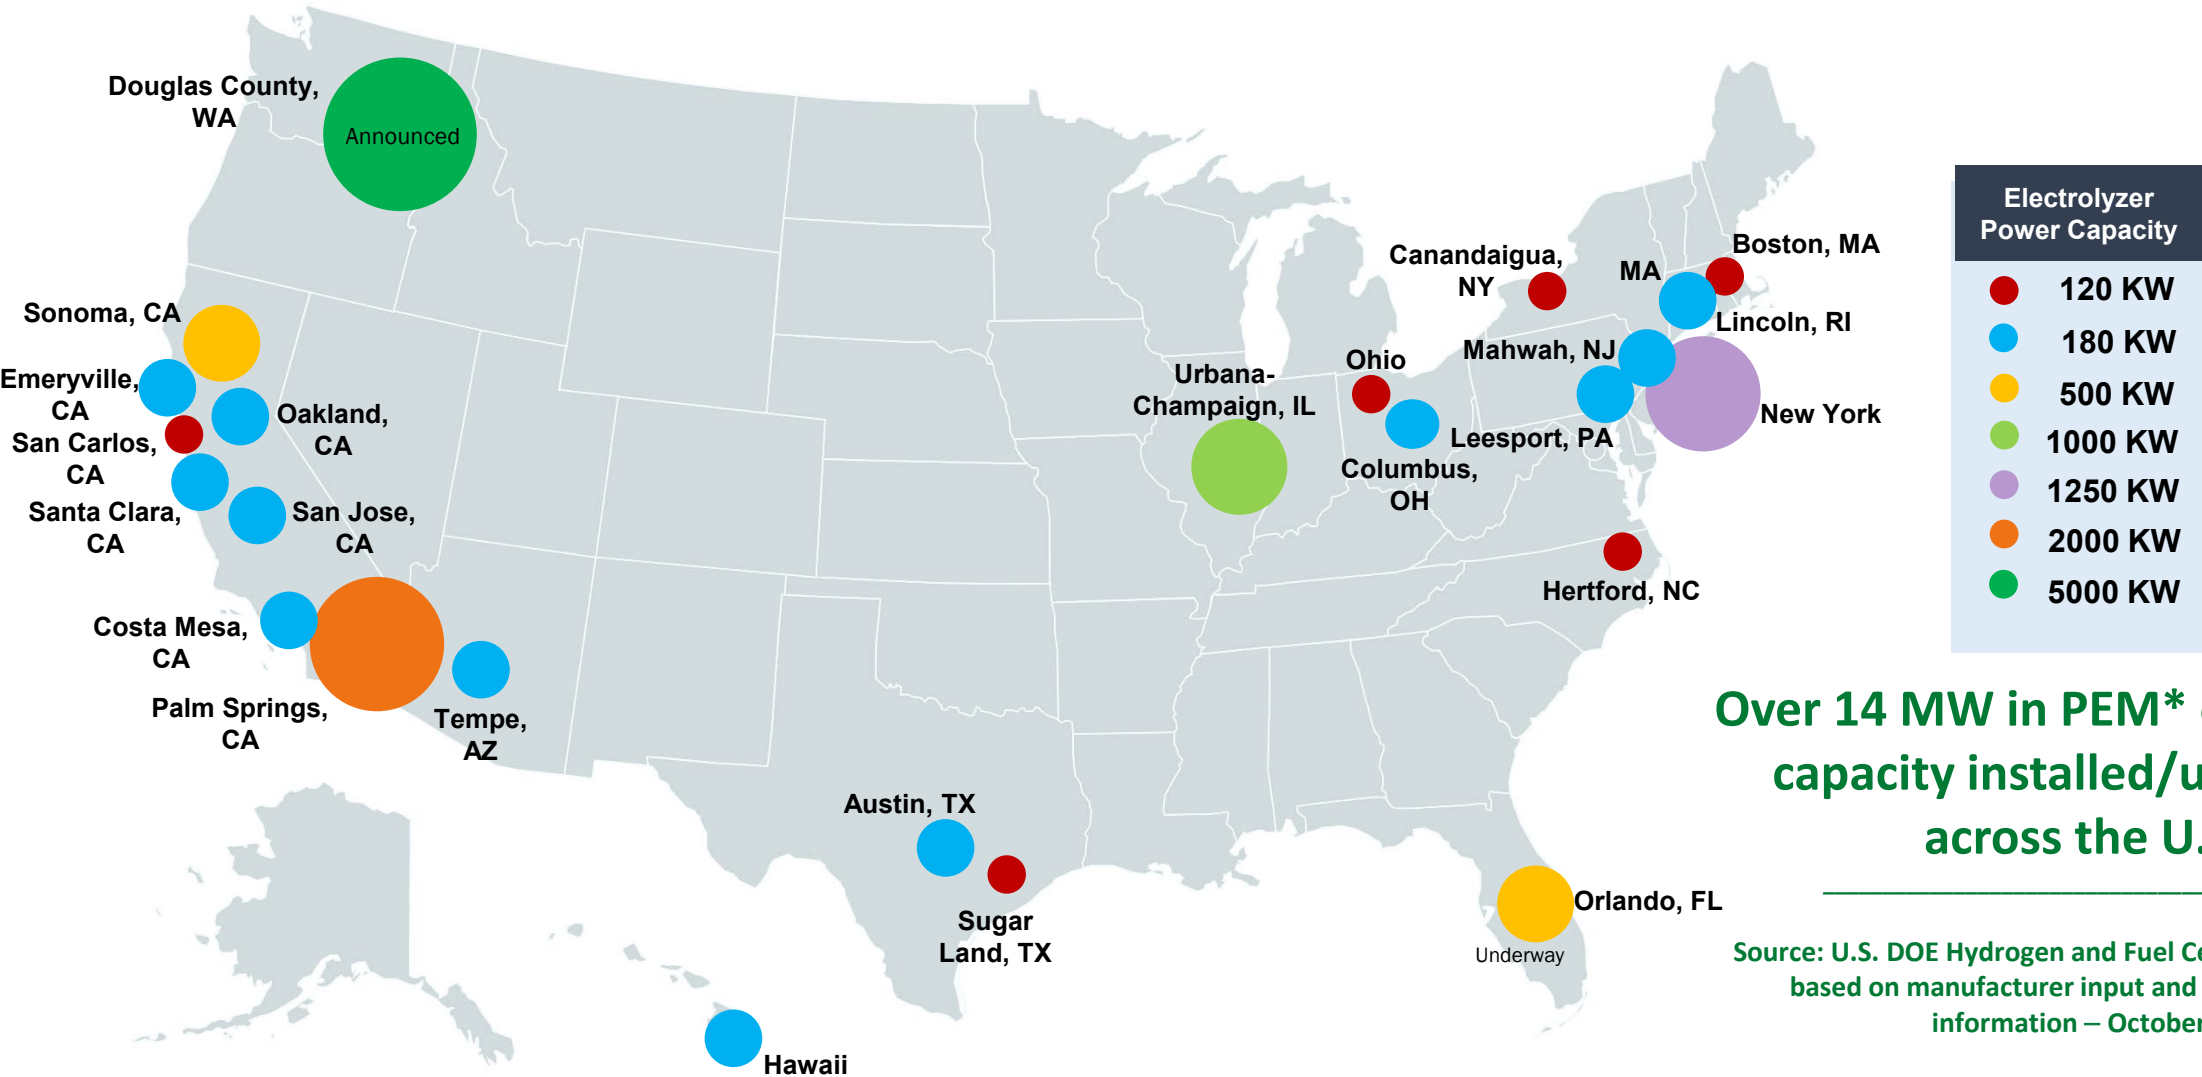 Douglas County,
WA
Announced
Sonoma, CA
Emeryville,
CA
Oakland,
CA
San Carlos,
CA
Santa Clara,
CA
San Jose,
CA
Costa Mesa,
CA
Palm Springs,
CA
Tempe,
AZ
Austin, TX
Sugar
Land, TX
Hawaii
Urbana-
Champaign, IL
Ohio
Columbus,
OH
Canandaigua,
NY
MA
Boston, MA
Lincoln, RI
Mahwah, NJ
Leesport, PA
New York
Hertford, NC
Orlando, FL
Underway
Electrolyzer
Power Capacity
120 KW
180 KW
500 KW
1000 KW
1250 KW
2000 KW
5000 KW
Over 14 MW in PEM*
capacity installed/u
across the U.
Source: U.S. DOE Hydrogen and Fuel Ce
based on manufacturer input and
information – October